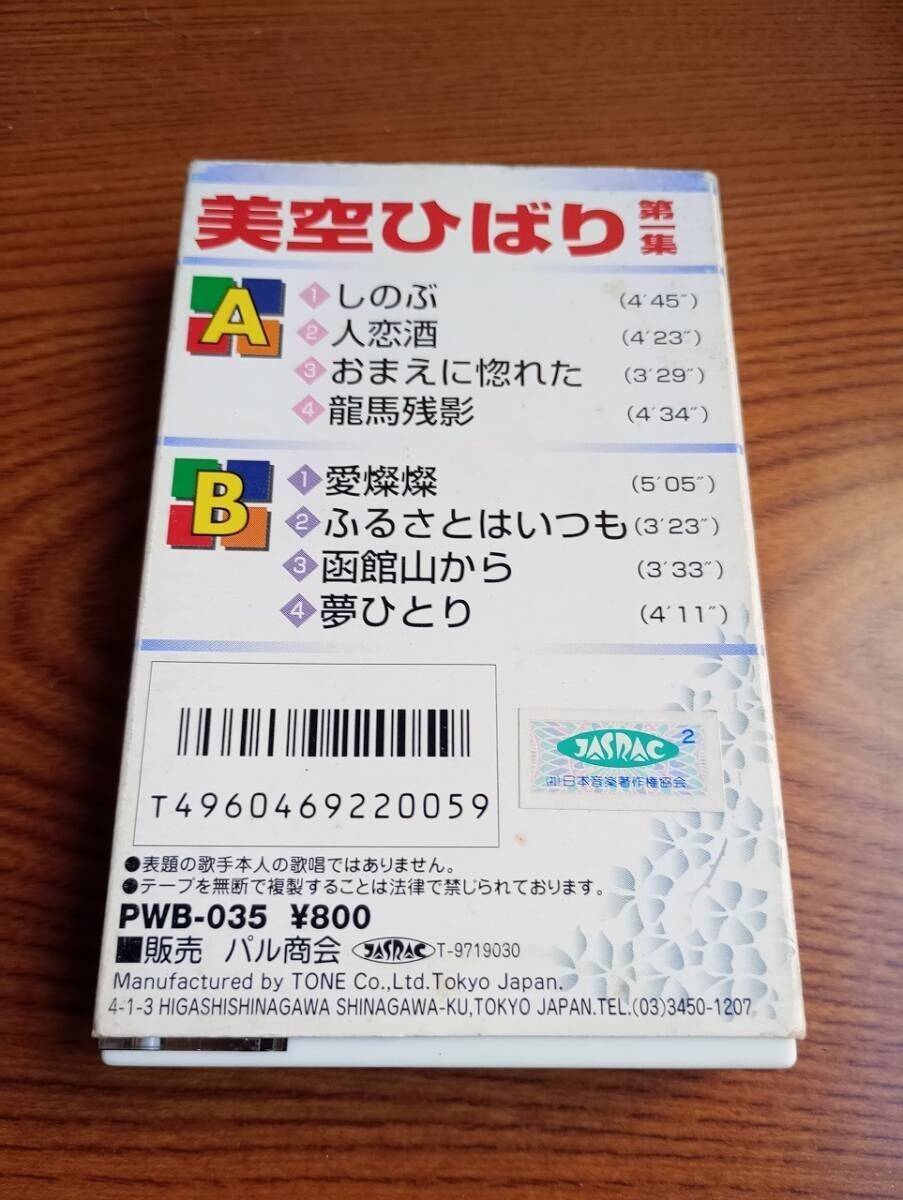 美空ひばり 第一集
A
1 しのぶ (4'45")
2 人恋酒 (4'23")
3 おまえに惚れた (3'29")
4 龍馬残影 (4'34")
B
1 愛燦燦 (5'05")
2 ふるさとはいつも (3'23")
3 函館山から (3'33")
4 夢ひとり (4'11")
JASRAC 2
(社)日本音楽著作権協会
T4960469220059
●表題の歌手本人の歌唱ではありません。
●テープを無断で複製することは法律で禁じられております。
PWB-035 ¥800
■販売 パル商会 JASRAC T-9719030
Manufactured by TONE Co.,Ltd.Tokyo Japan.
4-1-3 HIGASHISHINAGAWA SHINAGAWA-KU,TOKYO JAPAN.TEL.(03)3450-1207